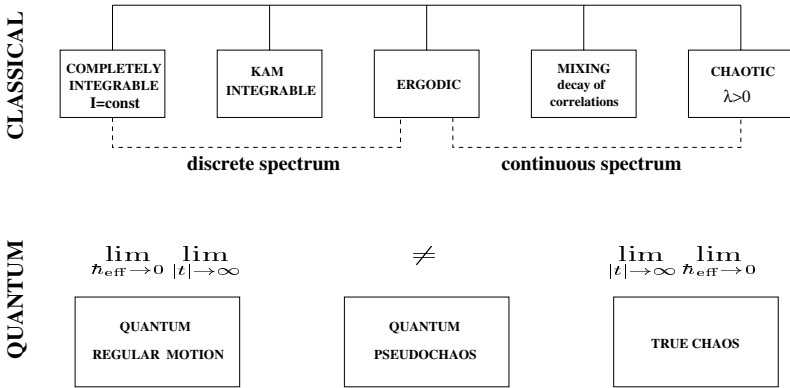 CLASSICAL
COMPLETELY
INTEGRABLE
I=const
KAM
INTEGRABLE
ERGODIC
MIXING
decay of
correlations
CHAOTIC
λ>0
discrete spectrum
continuous spectrum
QUANTUM
lim lim
ħeff→0 |t|→∞
≠
lim lim
|t|→∞ ħeff→0
QUANTUM
REGULAR MOTION
QUANTUM
PSEUDOCHAOS
TRUE CHAOS